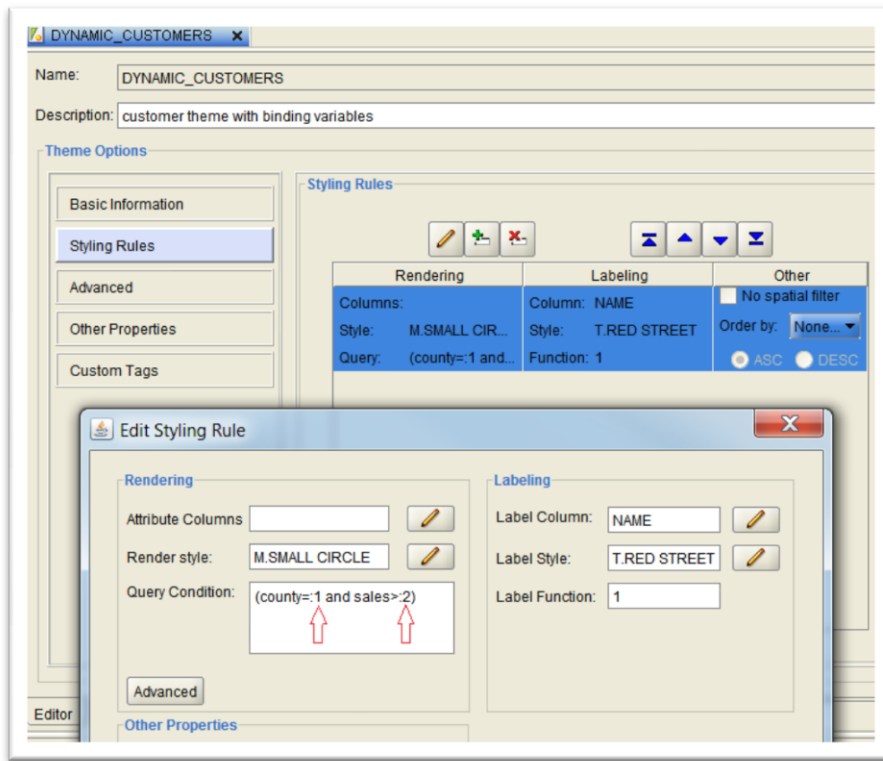 DYNAMIC_CUSTOMERS X
Name: DYNAMIC_CUSTOMERS
Description: customer theme with binding variables
Theme Options
Basic Information
Styling Rules
Advanced
Other Properties
Custom Tags
Styling Rules
Rendering Labeling Other
Columns: Column: NAME No spatial filter
Style: M.SMALL CIR... Style: T.RED STREET Order by: None...
Query: (county=:1 and... Function: 1 ASC DESC
Edit Styling Rule
Rendering
Attribute Columns
Render style: M.SMALL CIRCLE
Query Condition: (county=:1 and sales>:2)
Advanced
Other Properties
Labeling
Label Column: NAME
Label Style: T.RED STREET
Label Function: 1
Editor